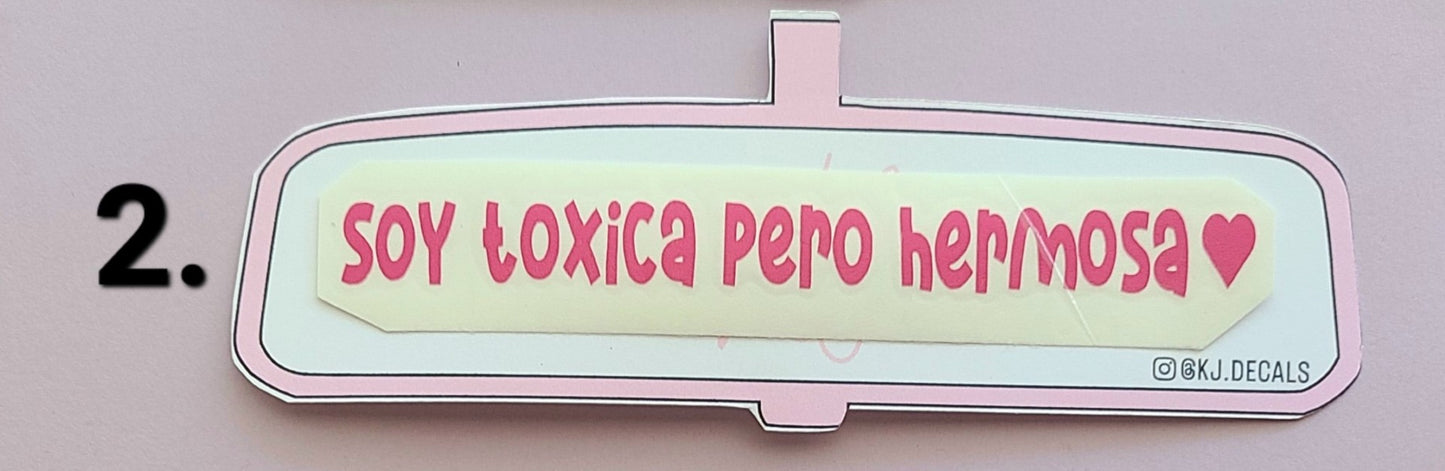 2.
soy toxica pero hermosa♥
@KJ.DECALS